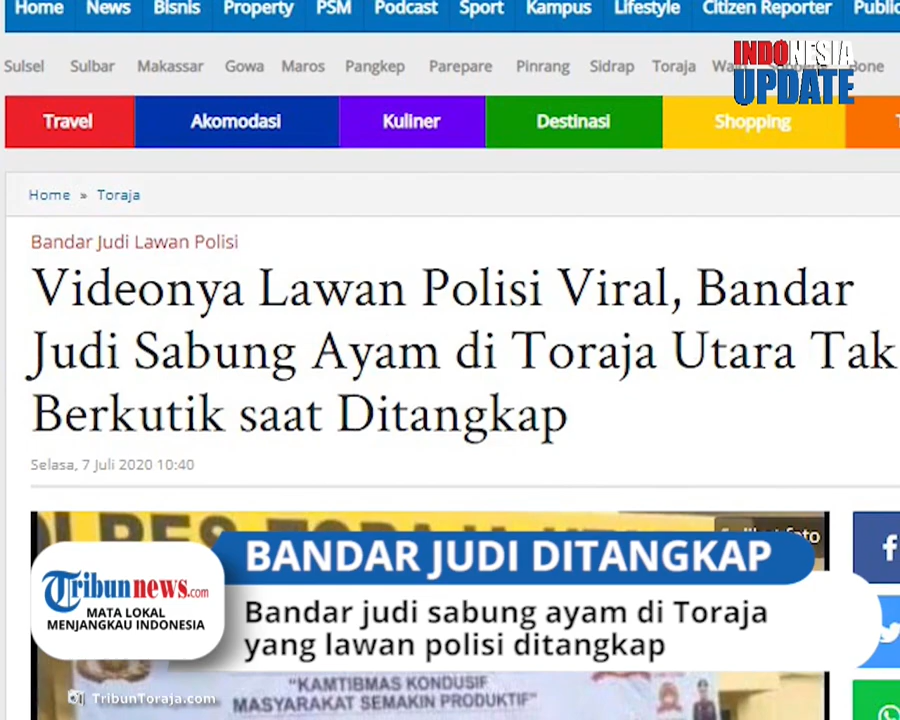 Home News Bisnis Property PSM Podcast Sport Kampus Lifestyle Citizen Reporter
Sulsel Sulbar Makassar Gowa Maros Pangkep Parepare Pinrang Sidrap Toraja Bone
INDONESIA
UPDATE
Travel Akomodasi Kuliner Destinasi Shopping
Home » Toraja
Bandar Judi Lawan Polisi
Videonya Lawan Polisi Viral, Bandar
Judi Sabung Ayam di Toraja Utara Tak
Berkutik saat Ditangkap
Selasa, 7 Juli 2020 10:40
BANDAR JUDI DITANGKAP
Tribunnews.com
MATA LOKAL
MENJANGKAU INDONESIA
Bandar judi sabung ayam di Toraja
yang lawan polisi ditangkap
"KAMTIBMAS KONDUSIF
MASYARAKAT SEMAKIN PRODUKTIF"
TribunToraja.com